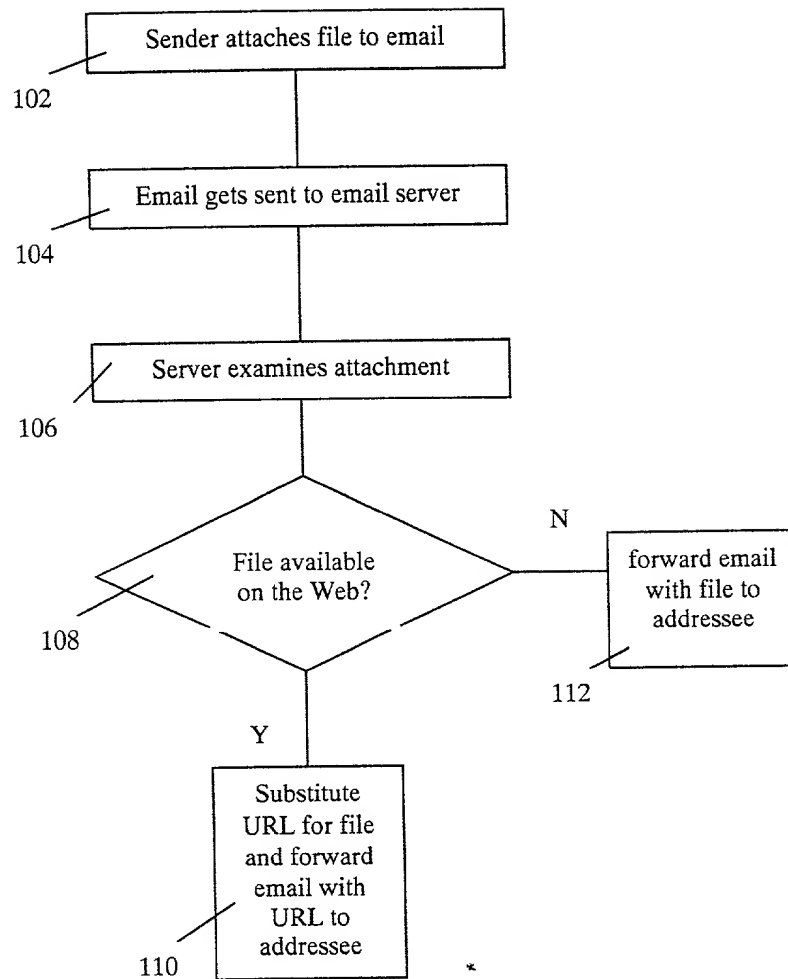 Sender attaches file to email
102
Email gets sent to email server
104
Server examines attachment
106
File available
on the Web?
108
N
forward email
with file to
addressee
112
Y
Substitute
URL for file
and forward
email with
URL to
addressee
110